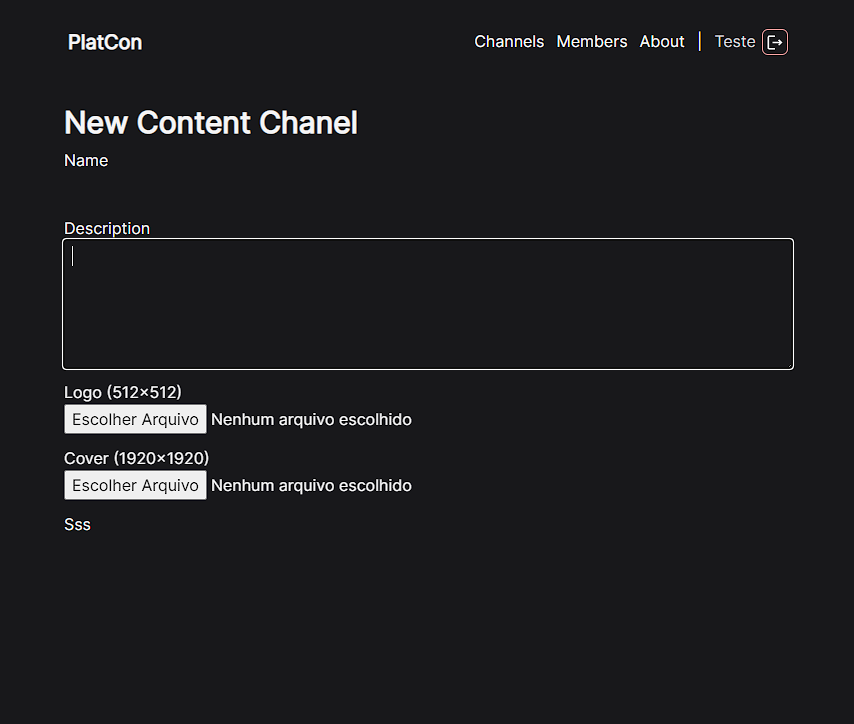 PlatCon
Channels Members About | Teste
New Content Chanel
Name
Description
Logo (512×512)
Escolher Arquivo Nenhum arquivo escolhido
Cover (1920×1920)
Escolher Arquivo Nenhum arquivo escolhido
Sss